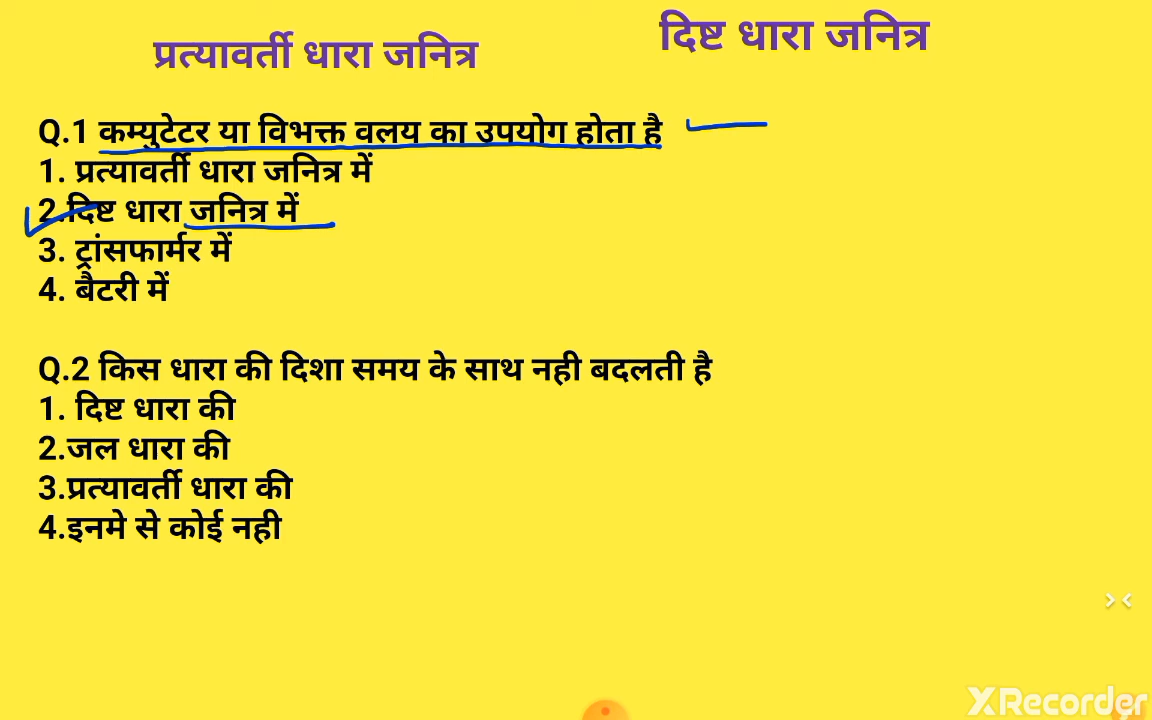 प्रत्यावर्ती धारा जनित्र
दिष्ट धारा जनित्र
Q.1 कम्युटेटर या विभक्त वलय का उपयोग होता है
1. प्रत्यावर्ती धारा जनित्र में
2.दिष्ट धारा जनित्र में
3. ट्रांसफार्मर में
4. बैटरी में
Q.2 किस धारा की दिशा समय के साथ नही बदलती है
1. दिष्ट धारा की
2.जल धारा की
3.प्रत्यावर्ती धारा की
4.इनमे से कोई नही
XRecorder